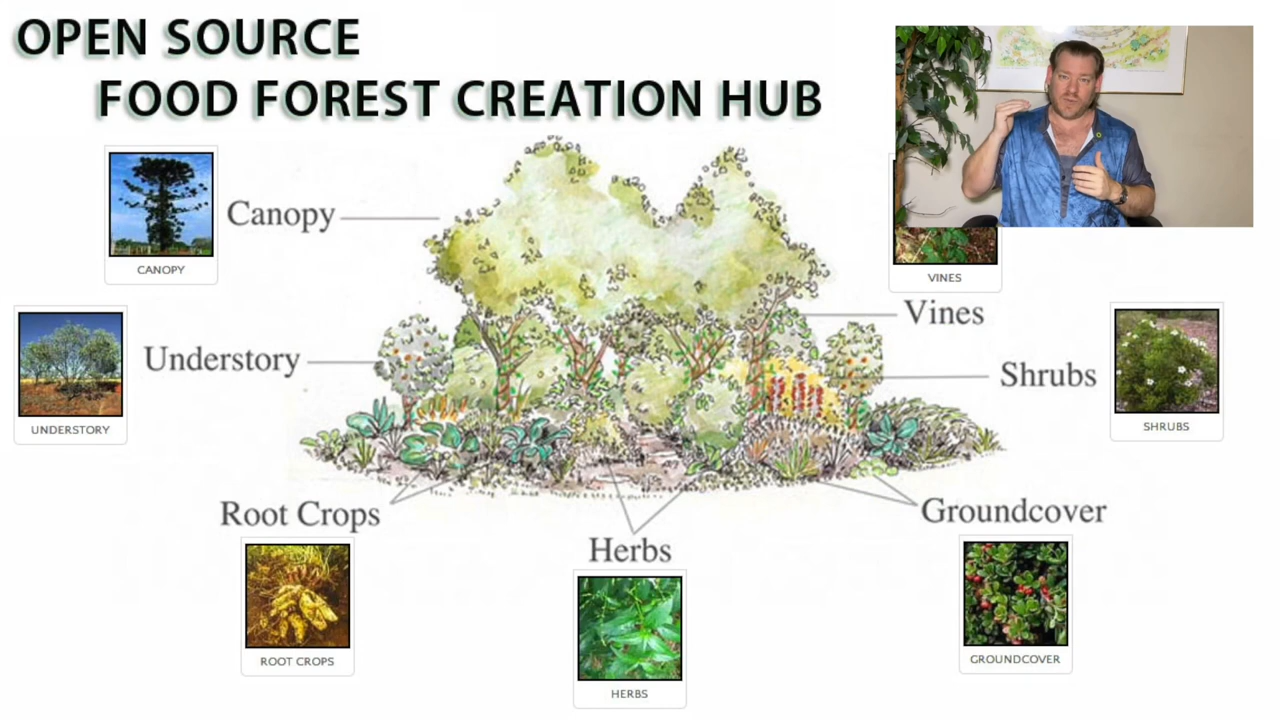 OPEN SOURCE
FOOD FOREST CREATION HUB
Canopy
CANOPY
VINES
Vines
Understory
UNDERSTORY
Shrubs
SHRUBS
Root Crops
ROOT CROPS
Herbs
HERBS
Groundcover
GROUNDCOVER